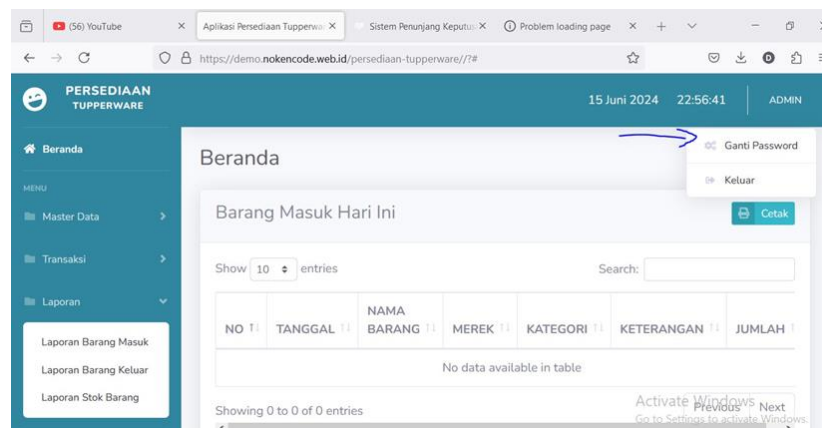 (56) YouTube
Aplikasi Persediaan Tupperwa
Sistem Penunjang Keputus
Problem loading page
https://demo.nokencode.web.id/persediaan-tupperware//?#
PERSEDIAAN
TUPPERWARE
15 Juni 2024 22:56:41 ADMIN
Ganti Password
Keluar
Beranda
MENU
Master Data
Transaksi
Laporan
Laporan Barang Masuk
Laporan Barang Keluar
Laporan Stok Barang
Beranda
Barang Masuk Hari Ini
Cetak
Show 10 entries
Search:
NO TANGGAL NAMA BARANG MEREK KATEGORI KETERANGAN JUMLAH
No data available in table
Showing 0 to 0 of 0 entries
Previous Next
Activate Windows
Go to Settings to activate Windows.